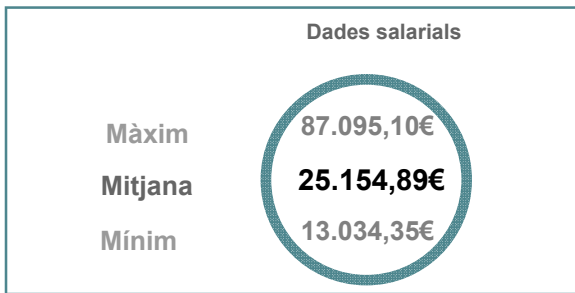 Dades salarials
Màxim 87.095,10€
Mitjana 25.154,89€
Mínim 13.034,35€